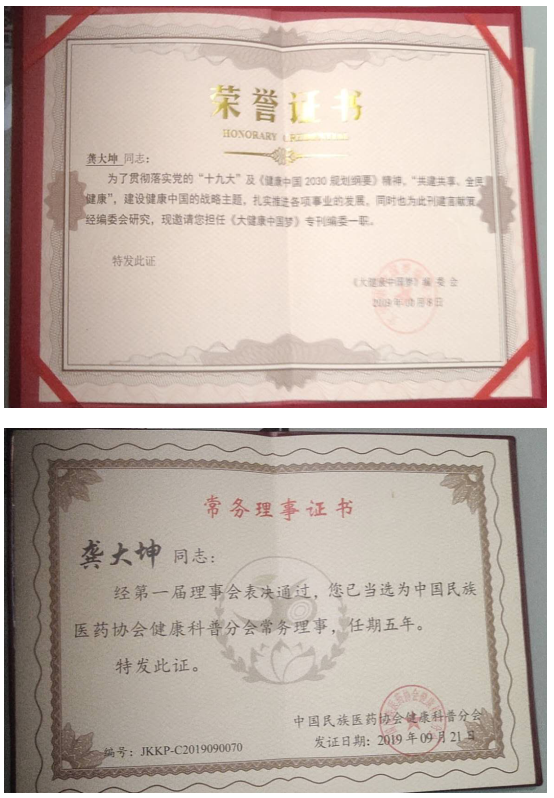 荣誉证书
HONORARY
龚大坤 同志：
为了贯彻落实党的“十九大”及《健康中国2030规划纲要》精神，“共建共享、全民
健康”，建设健康中国的战略主题，扎实推进各项事业的发展。同时也为此刊建言献策。
经编委会研究，现邀请您担任《大健康中国梦》专刊编委一职。
特发此证
《大健康中国梦》编 委 会
常务理事证书
龚大坤 同志：
经第一届理事会表决通过，您已当选为中国民族
医药协会健康科普分会常务理事，任期五年。
特发此证。
中国民族医药协会健康科普分会
编号：JKKP-C2019090070
发证日期：2019年09月21日